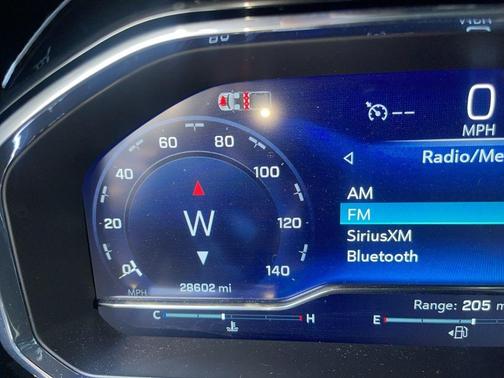 V4DR
0
MPH
--
Radio/Me
AM
FM
SiriusXM
Bluetooth
20
40
60
80
100
120
140
W
MPH
28602 mi
Range: 205 m
C
H
E